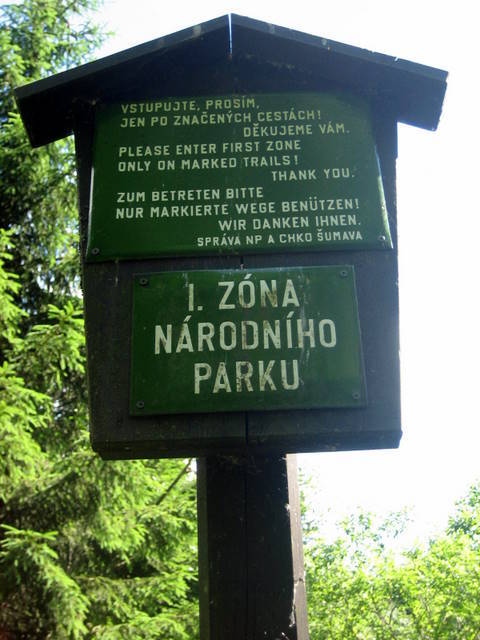 VSTUPUJTE, PROSÍM,
JEN PO ZNAČENÝCH CESTÁCH!
DĚKUJEME VÁM.
PLEASE ENTER FIRST ZONE
ONLY ON MARKED TRAILS!
THANK YOU.
ZUM BETRETEN BITTE
NUR MARKIERTE WEGE BENÜTZEN!
WIR DANKEN IHNEN.
SPRÁVA NP A CHKO ŠUMAVA
1. ZÓNA
NÁRODNÍHO
PARKU